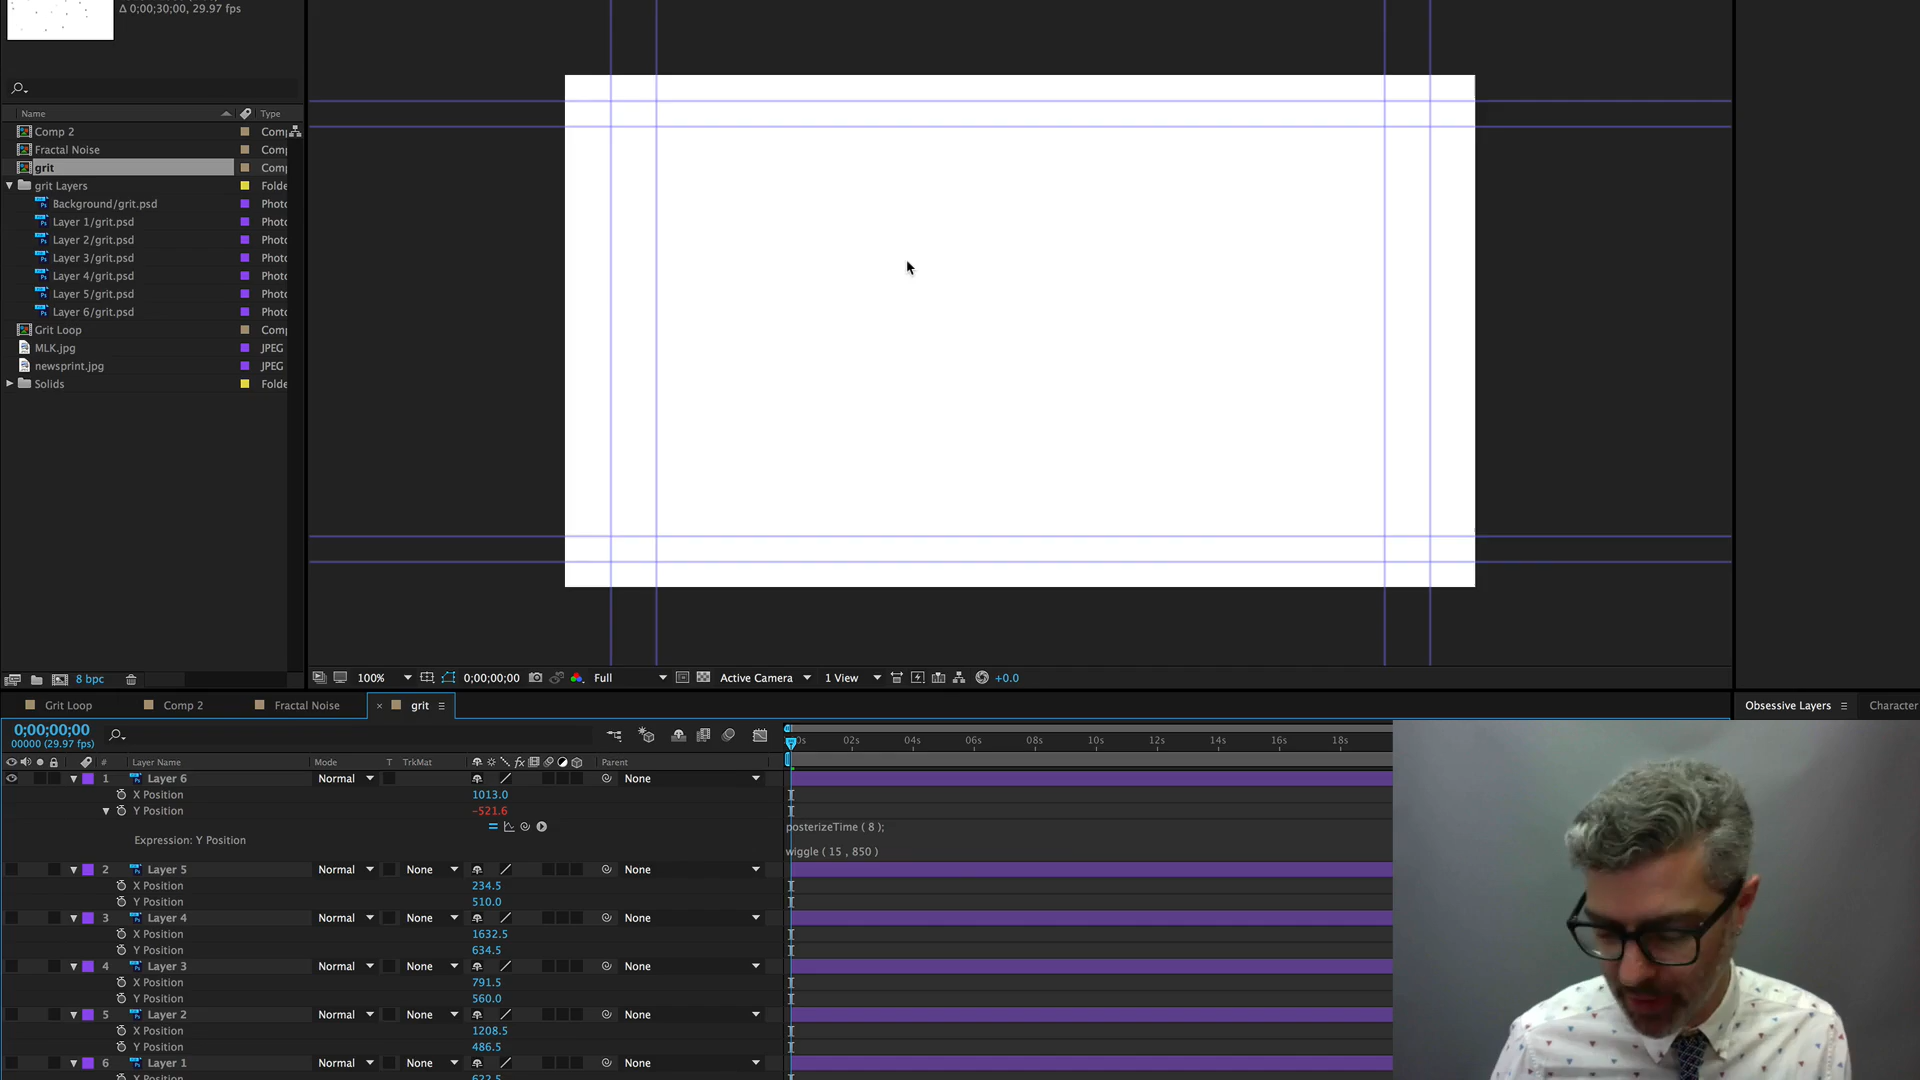 Δ 0;00;30;00, 29.97 fps
Name Type
Comp 2 Comp
Fractal Noise Comp
grit Comp
grit Layers Folde
Background/grit.psd Photo
Layer 1/grit.psd Photo
Layer 2/grit.psd Photo
Layer 3/grit.psd Photo
Layer 4/grit.psd Photo
Layer 5/grit.psd Photo
Layer 6/grit.psd Photo
Grit Loop Comp
MLK.jpg JPEG
newsprint.jpg JPEG
Solids Folde
8 bpc 100% 0;00;00;00 Full Active Camera 1 View +0.0
Grit Loop Comp 2 Fractal Noise × grit Obsessive Layers Character
0;00;00;00
00000 (29.97 fps) 0s 02s 04s 06s 08s 10s 12s 14s 16s 18s
# Layer Name Mode T TrkMat fx Parent
1 Layer 6 Normal None
X Position 1013.0
Y Position -521.6
posterizeTime ( 8 );
Expression: Y Position
wiggle ( 15 , 850 )
2 Layer 5 Normal None None
X Position 234.5
Y Position 510.0
3 Layer 4 Normal None None
X Position 1632.5
Y Position 634.5
4 Layer 3 Normal None None
X Position 791.5
Y Position 560.0
5 Layer 2 Normal None None
X Position 1208.5
Y Position 486.5
6 Layer 1 Normal None None
X Position 622.5